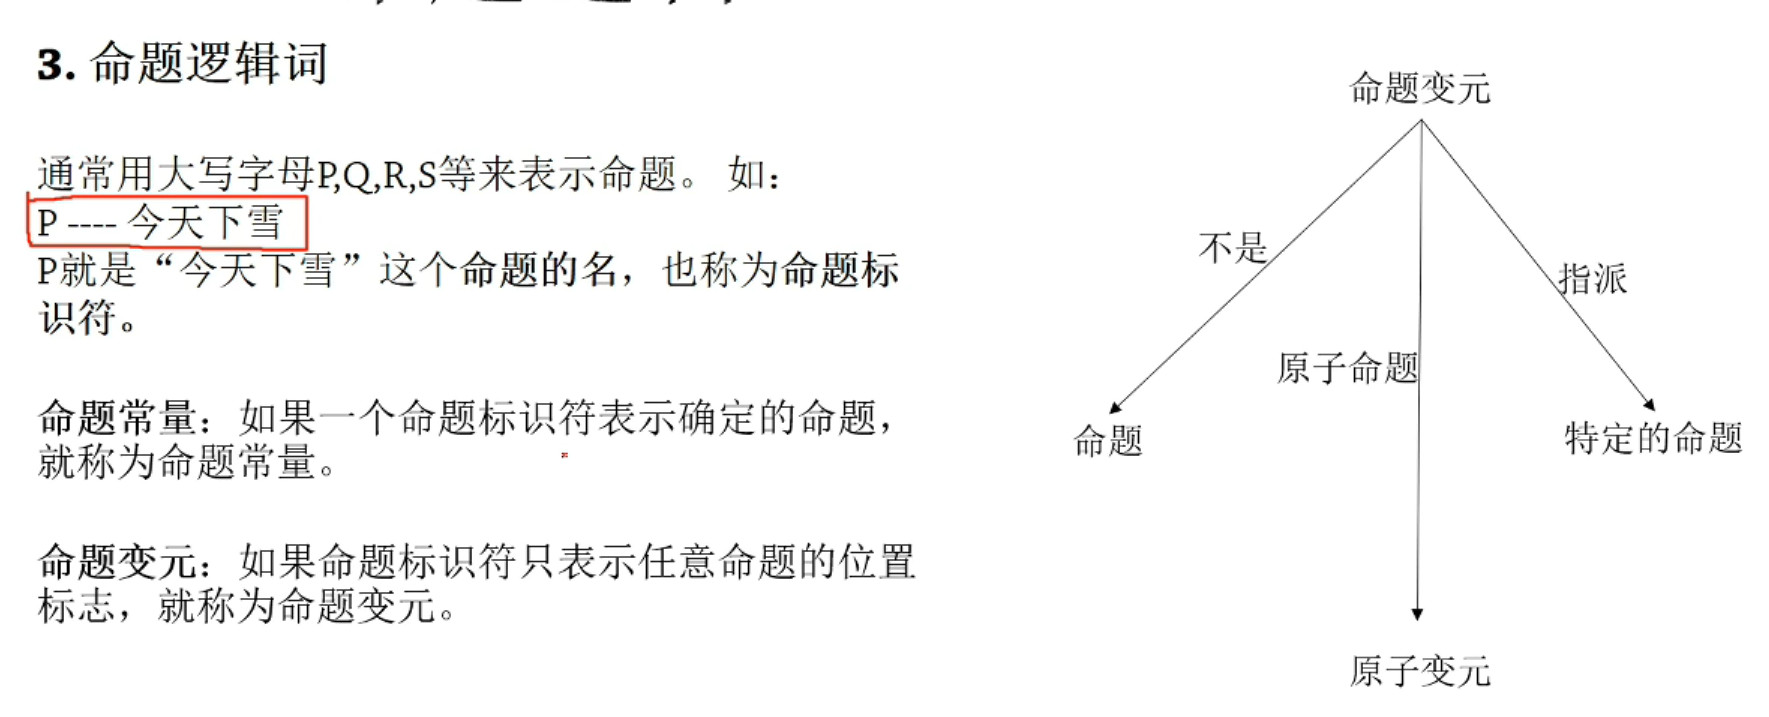 3. 命题逻辑词
通常用大写字母P,Q,R,S等来表示命题。 如：
P ---- 今天下雪
P就是“今天下雪”这个命题的名，也称为命题标
识符。
命题常量：如果一个命题标识符表示确定的命题，
就称为命题常量。
命题变元：如果命题标识符只表示任意命题的位置
标志，就称为命题变元。
命题变元
不是
指派
原子命题
命题
特定的命题
原子变元